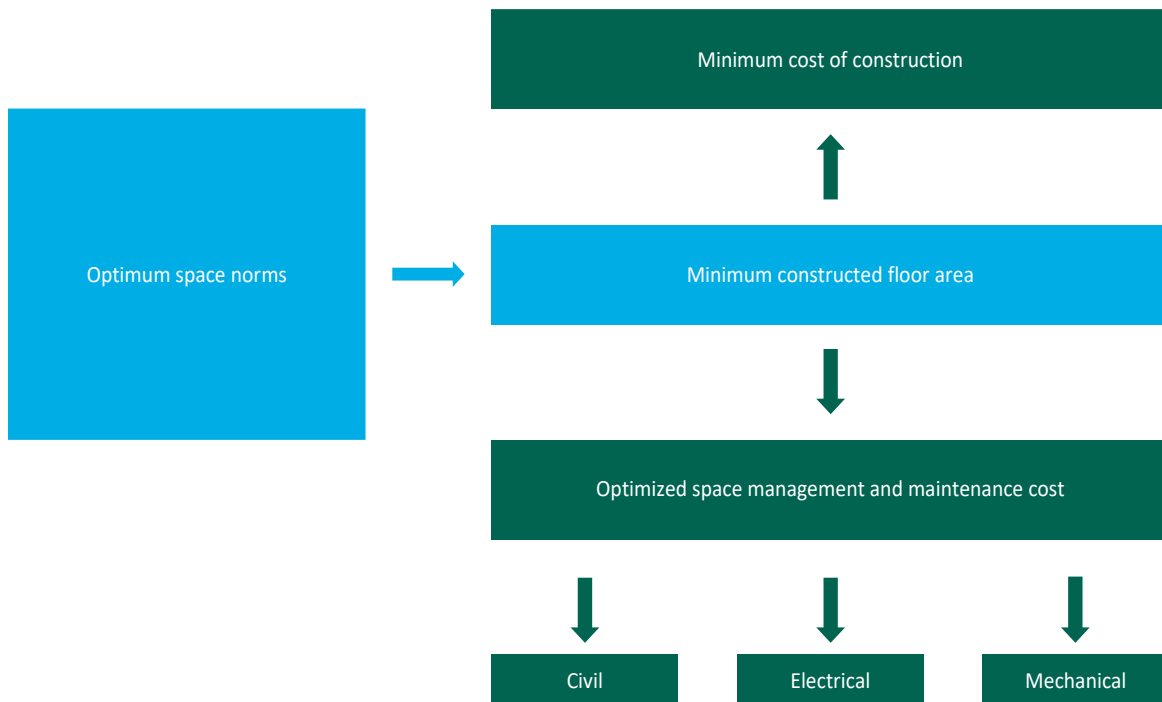 Minimum cost of construction
Optimum space norms
Minimum constructed floor area
Optimized space management and maintenance cost
Civil
Electrical
Mechanical